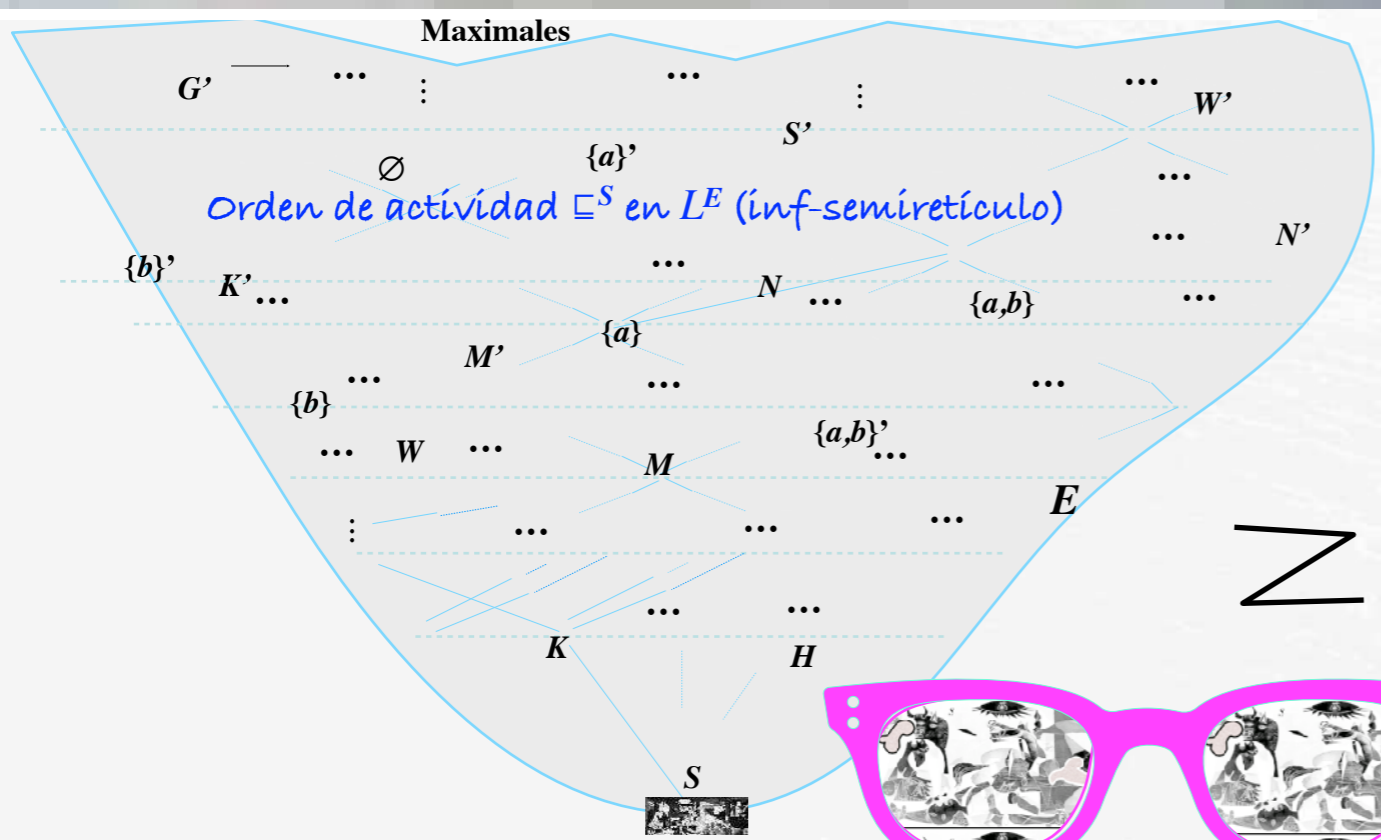 Maximales
G’ ... ⋮ ... ⋮ ... W’
S’
∅ {a}’ ...
Orden de actividad ⊑^S en L^E (inf-semiretículo)
... N’
{b}’ K’ ... ... N ... {a,b} ...
{a}
M’
... ... ...
{b}
... W ... M {a,b}’ ...
E
⋮ ... ... ...
... ...
K H
S